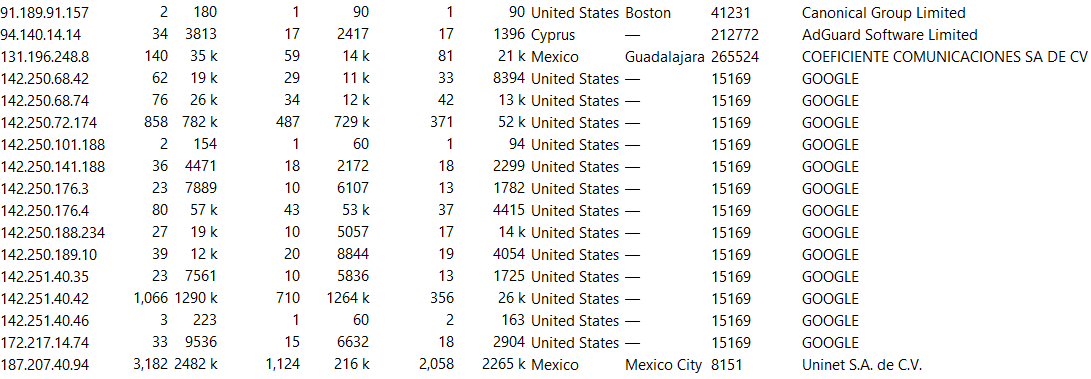 91.189.91.157 2 180 1 90 1 90 United States Boston 41231 Canonical Group Limited
94.140.14.14 34 3813 17 2417 17 1396 Cyprus — 212772 AdGuard Software Limited
131.196.248.8 140 35 k 59 14 k 81 21 k Mexico Guadalajara 265524 COEFICIENTE COMUNICACIONES SA DE CV
142.250.68.42 62 19 k 29 11 k 33 8394 United States — 15169 GOOGLE
142.250.68.74 76 26 k 34 12 k 42 13 k United States — 15169 GOOGLE
142.250.72.174 858 782 k 487 729 k 371 52 k United States — 15169 GOOGLE
142.250.101.188 2 154 1 60 1 94 United States — 15169 GOOGLE
142.250.141.188 36 4471 18 2172 18 2299 United States — 15169 GOOGLE
142.250.176.3 23 7889 10 6107 13 1782 United States — 15169 GOOGLE
142.250.176.4 80 57 k 43 53 k 37 4415 United States — 15169 GOOGLE
142.250.188.234 27 19 k 10 5057 17 14 k United States — 15169 GOOGLE
142.250.189.10 39 12 k 20 8844 19 4054 United States — 15169 GOOGLE
142.251.40.35 23 7561 10 5836 13 1725 United States — 15169 GOOGLE
142.251.40.42 1,066 1290 k 710 1264 k 356 26 k United States — 15169 GOOGLE
142.251.40.46 3 223 1 60 2 163 United States — 15169 GOOGLE
172.217.14.74 33 9536 15 6632 18 2904 United States — 15169 GOOGLE
187.207.40.94 3,182 2482 k 1,124 216 k 2,058 2265 k Mexico Mexico City 8151 Uninet S.A. de C.V.